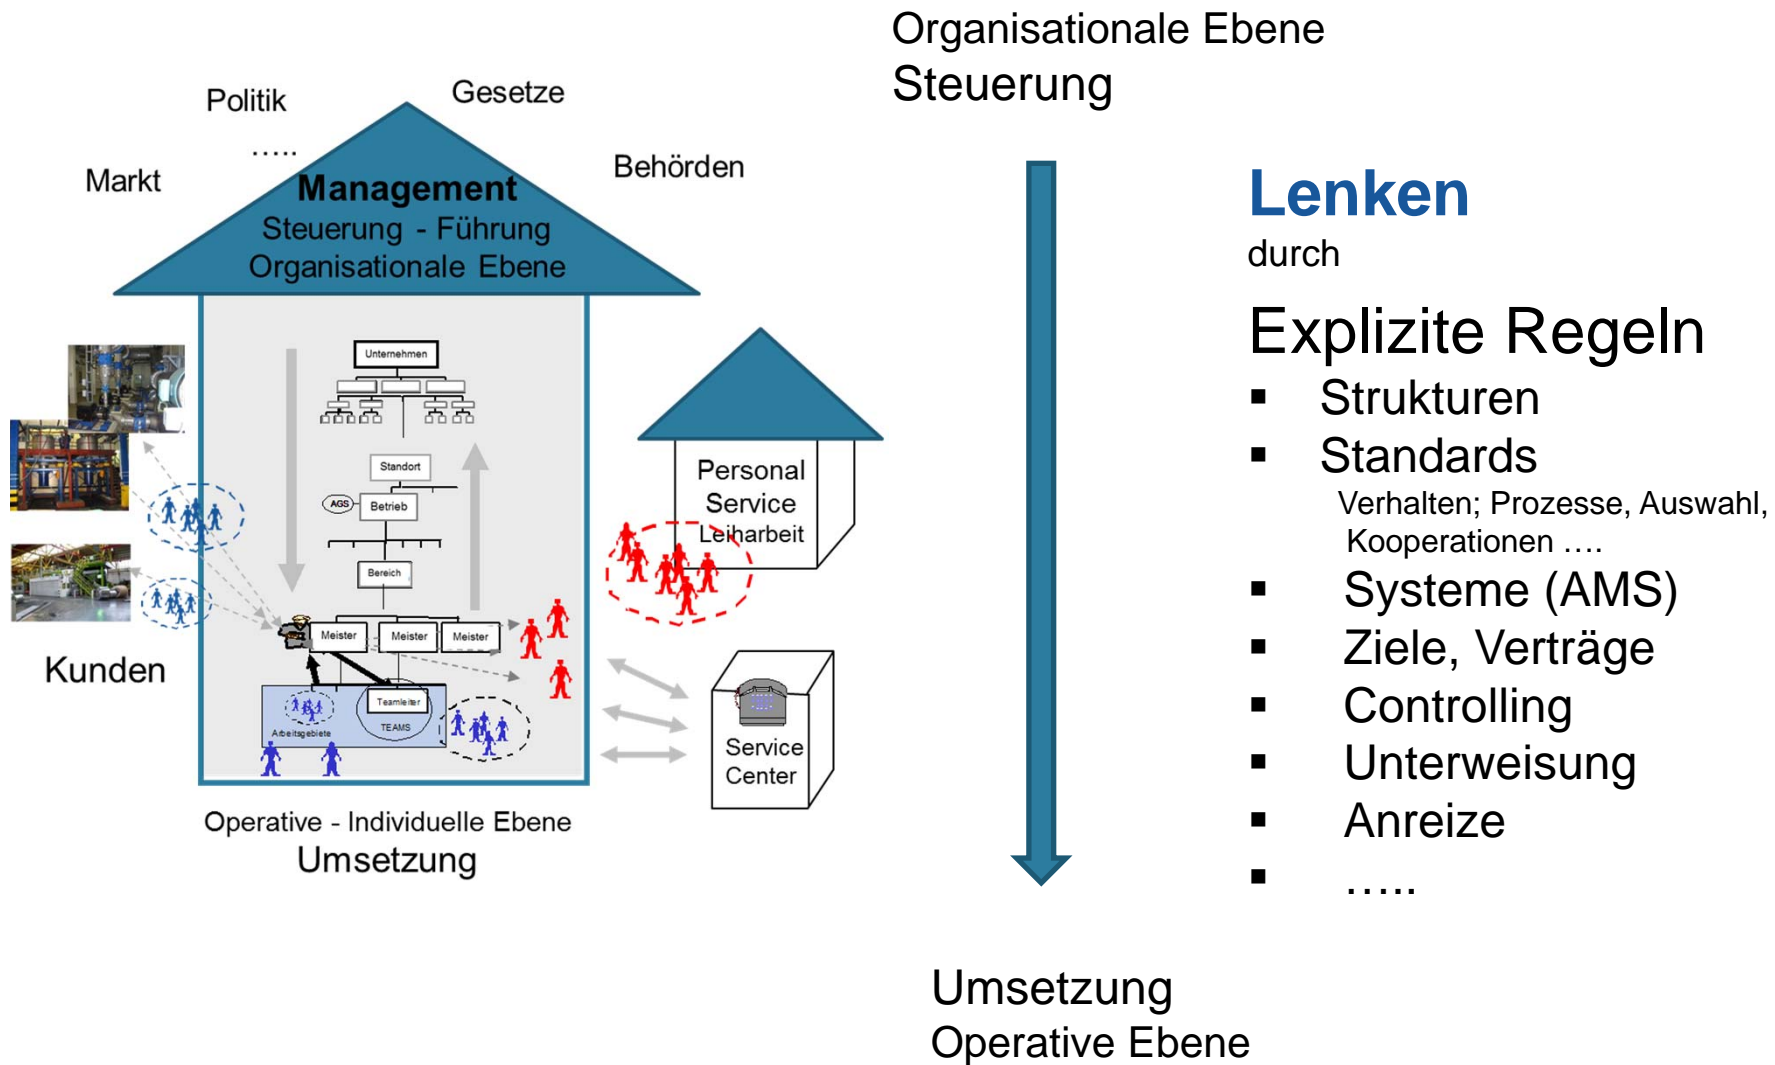 Organisationale Ebene
Steuerung
Politik
Gesetze
.....
Markt
Behörden
Management
Steuerung - Führung
Organisationale Ebene
Unternehmen
Standort
AGS
Betrieb
Bereich
Meister
Meister
Meister
Teamleiter
TEAMS
Arbeitsgebiete
Kunden
Personal
Service
Leiharbeit
Service
Center
Operative - Individuelle Ebene
Umsetzung
Lenken
durch
Explizite Regeln
▪ Strukturen
▪ Standards
Verhalten; Prozesse, Auswahl,
Kooperationen ....
▪ Systeme (AMS)
▪ Ziele, Verträge
▪ Controlling
▪ Unterweisung
▪ Anreize
▪ .....
Umsetzung
Operative Ebene